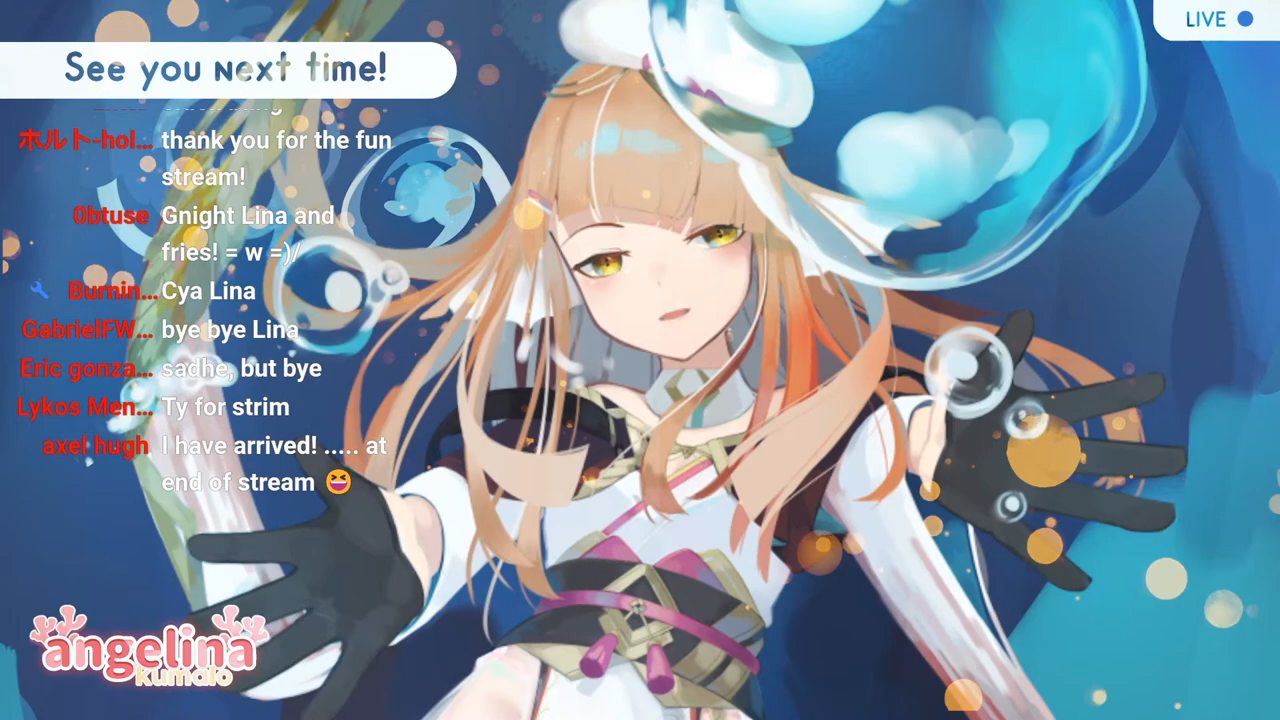 LIVE
See you next time!
ホルト-hol... thank you for the fun
stream!
0btuse Gnight Lina and
fries! = w =)/
Burnin... Cya Lina
GabrielFW... bye bye Lina
Eric gonza... sadhe, but bye
Lykos Men... Ty for strim
axel hugh I have arrived! ..... at
end of stream 😆
angelina
kumalo